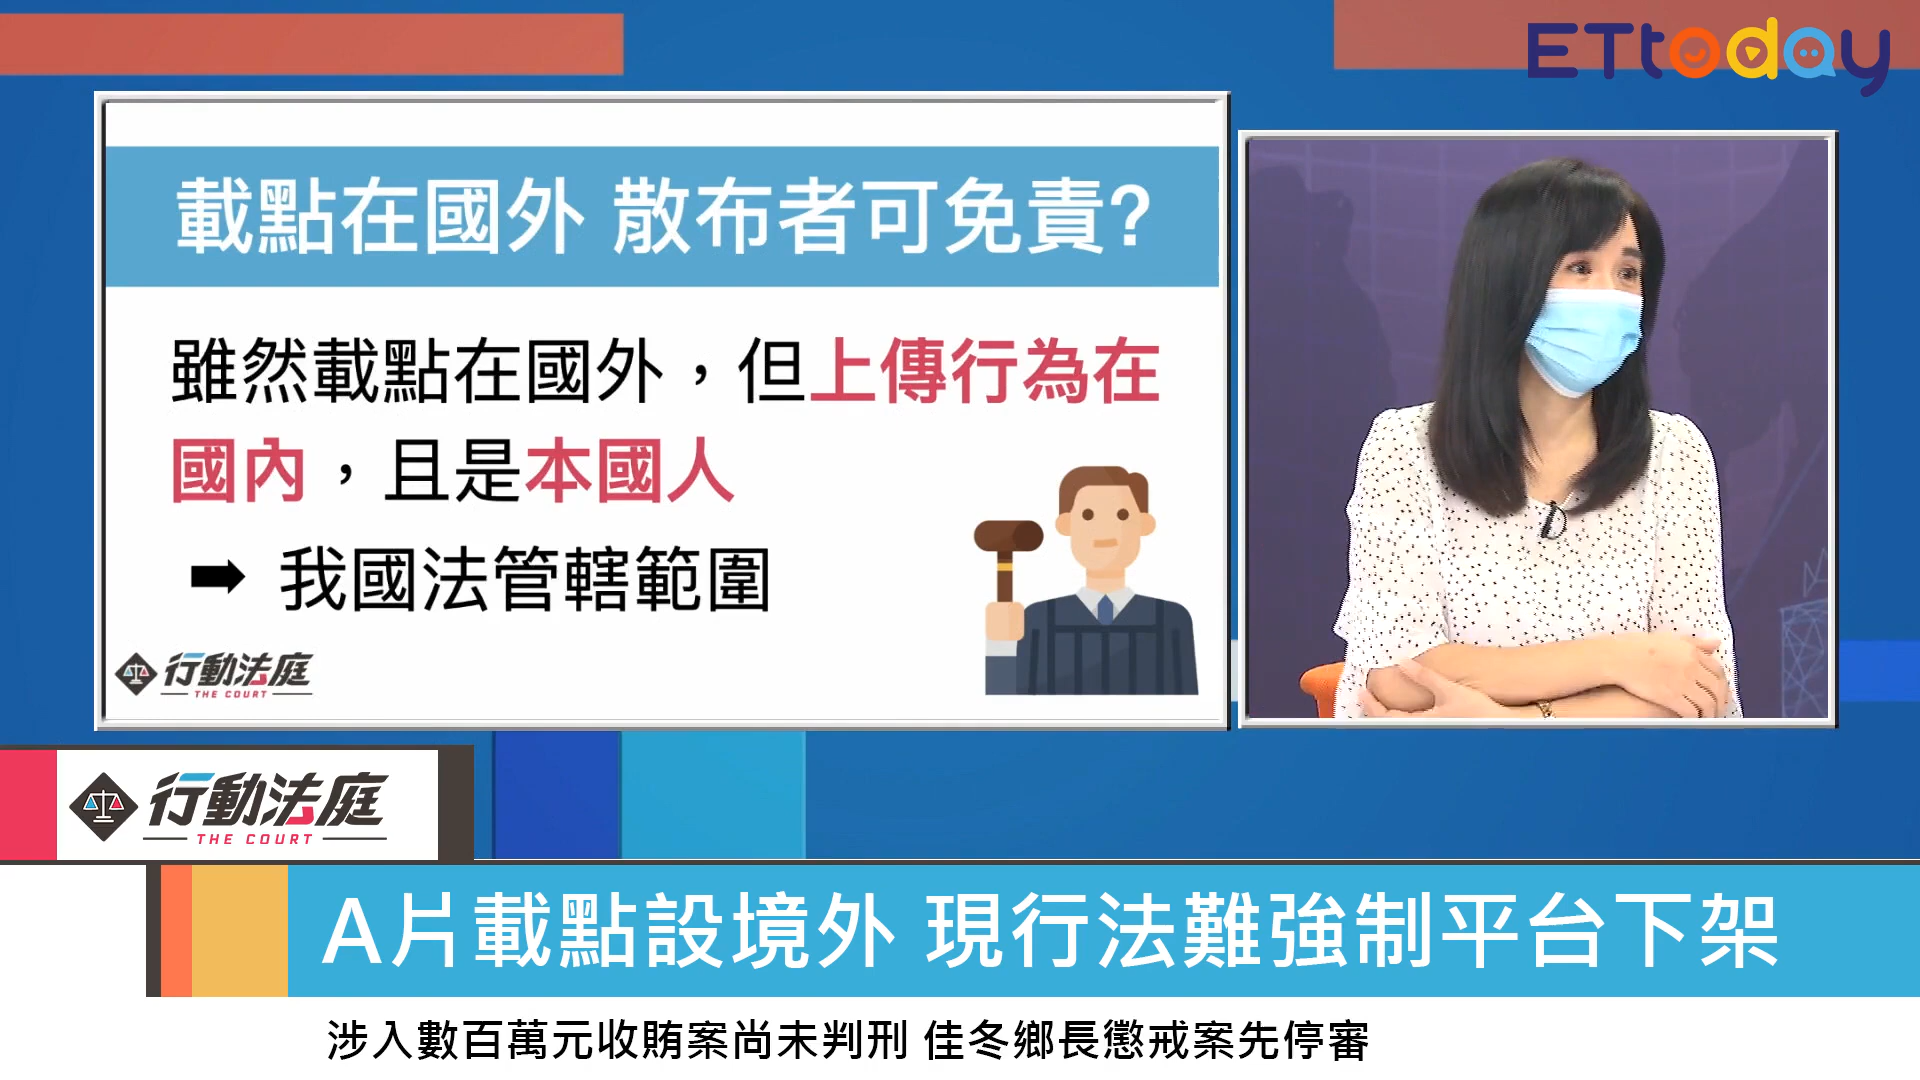 ETtoday
載點在國外 散布者可免責?
雖然載點在國外，但上傳行為在
國內，且是本國人
➡ 我國法管轄範圍
行動法庭
THE COURT
行動法庭
THE COURT
A片載點設境外 現行法難強制平台下架
涉入數百萬元收賄案尚未判刑 佳冬鄉長懲戒案先停審